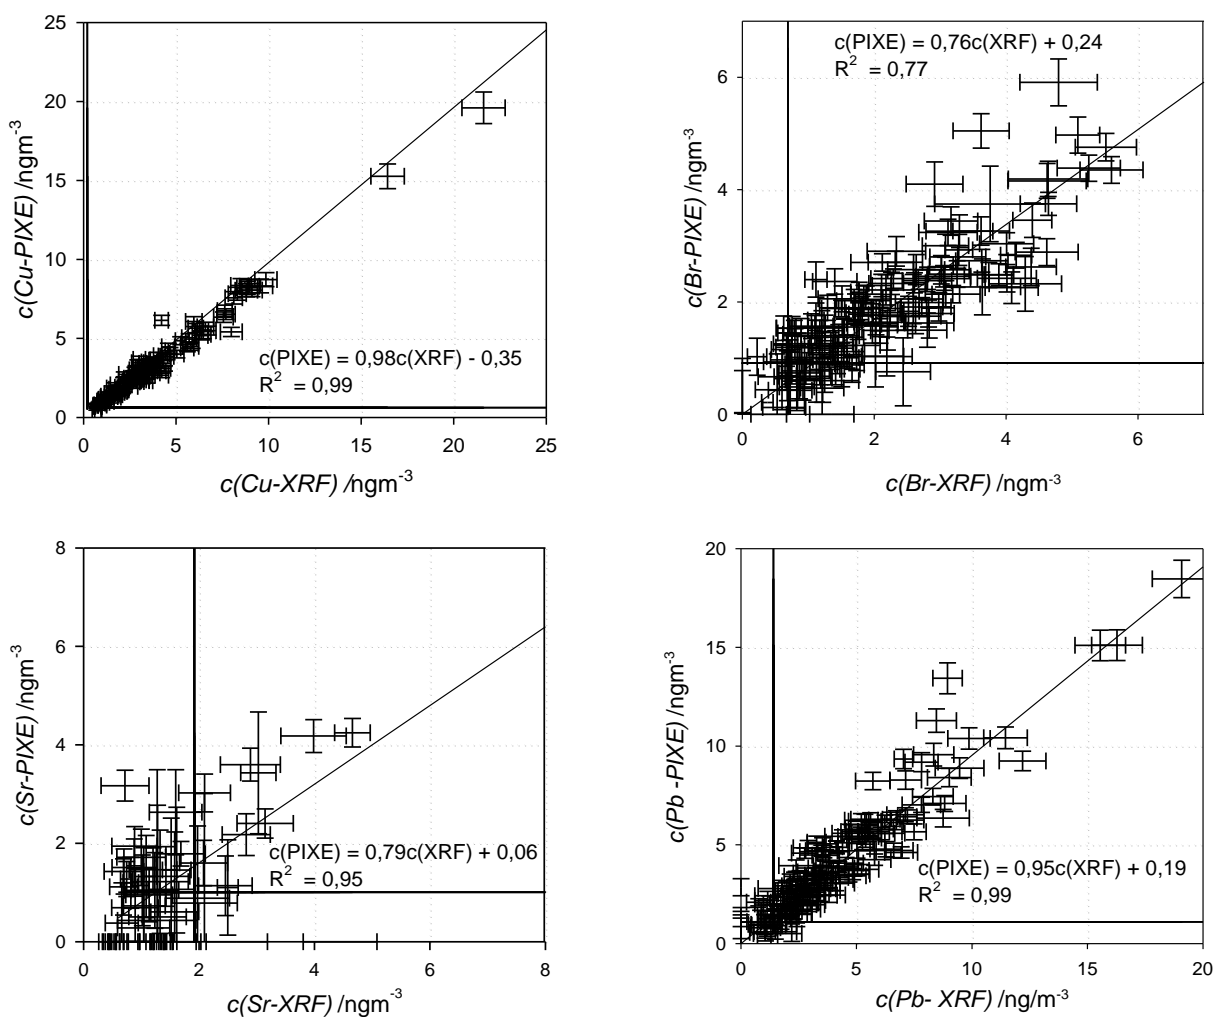 25
20
15
10
5
0
0 5 10 15 20 25
c(Cu-PIXE) /ngm-3
c(PIXE) = 0,98c(XRF) - 0,35
R2 = 0,99
c(Cu-XRF) /ngm-3
6
4
2
0
0 2 4 6
c(Br-PIXE) /ngm-3
c(PIXE) = 0,76c(XRF) + 0,24
R2 = 0,77
c(Br-XRF) /ngm-3
8
6
4
2
0
0 2 4 6 8
c(Sr-PIXE) /ngm-3
c(PIXE) = 0,79c(XRF) + 0,06
R2 = 0,95
c(Sr-XRF) /ngm-3
20
15
10
5
0
0 5 10 15 20
c(Pb -PIXE) /ngm-3
c(PIXE) = 0,95c(XRF) + 0,19
R2 = 0,99
c(Pb- XRF) /ng/m-3